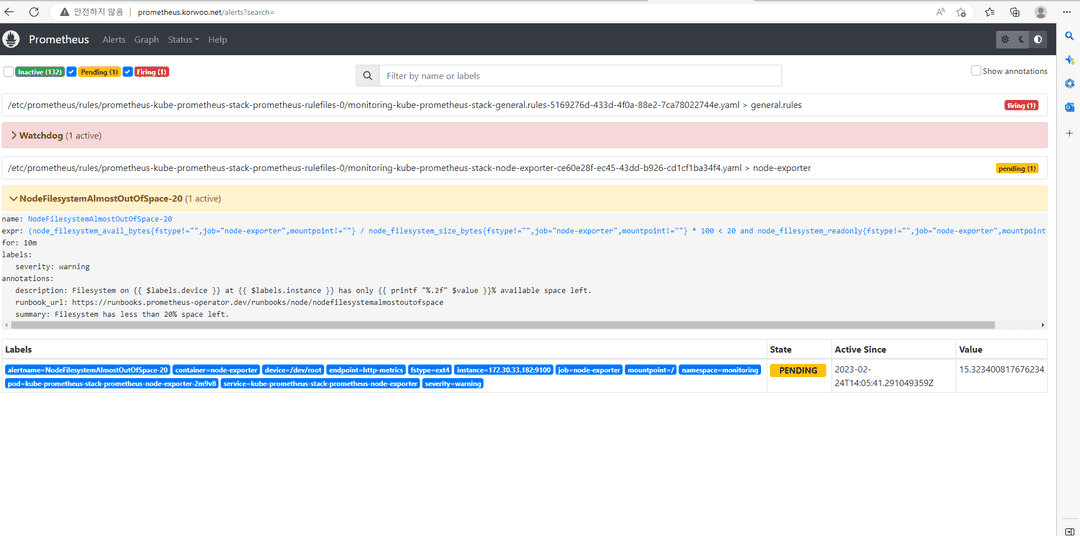 안전하지 않음 | prometheus.korwoo.net/alerts?search=
Prometheus Alerts Graph Status Help
Inactive (132) Pending (1) Firing (1) Filter by name or labels Show annotations
/etc/prometheus/rules/prometheus-kube-prometheus-stack-prometheus-rulefiles-0/monitoring-kube-prometheus-stack-general.rules-5169276d-433d-4f0a-88e2-7ca78022744e.yaml > general.rules firing (1)
Watchdog (1 active)
/etc/prometheus/rules/prometheus-kube-prometheus-stack-prometheus-rulefiles-0/monitoring-kube-prometheus-stack-node-exporter-ce60e28f-ec45-43dd-b926-cd1cf1ba34f4.yaml > node-exporter pending (1)
NodeFilesystemAlmostOutOfSpace-20 (1 active)
name: NodeFilesystemAlmostOutOfSpace-20
expr: (node_filesystem_avail_bytes{fstype!="",job="node-exporter",mountpoint!=""} / node_filesystem_size_bytes{fstype!="",job="node-exporter",mountpoint!=""} * 100 < 20 and node_filesystem_readonly{fstype!="",job="node-exporter",mountpoint
for: 10m
labels:
severity: warning
annotations:
description: Filesystem on {{ $labels.device }} at {{ $labels.instance }} has only {{ printf "%.2f" $value }}% available space left.
runbook_url: https://runbooks.prometheus-operator.dev/runbooks/node/nodefilesystemalmostoutofspace
summary: Filesystem has less than 20% space left.
Labels State Active Since Value
alertname=NodeFilesystemAlmostOutOfSpace-20 container=node-exporter device=/dev/root endpoint=http-metrics fstype=ext4 instance=172.30.33.182:9100 job=node-exporter mountpoint=/ namespace=monitoring PENDING 2023-02- 15.323400817676234
pod=kube-prometheus-stack-prometheus-node-exporter-2m9v8 service=kube-prometheus-stack-prometheus-node-exporter severity=warning 24T14:05:41.291049359Z